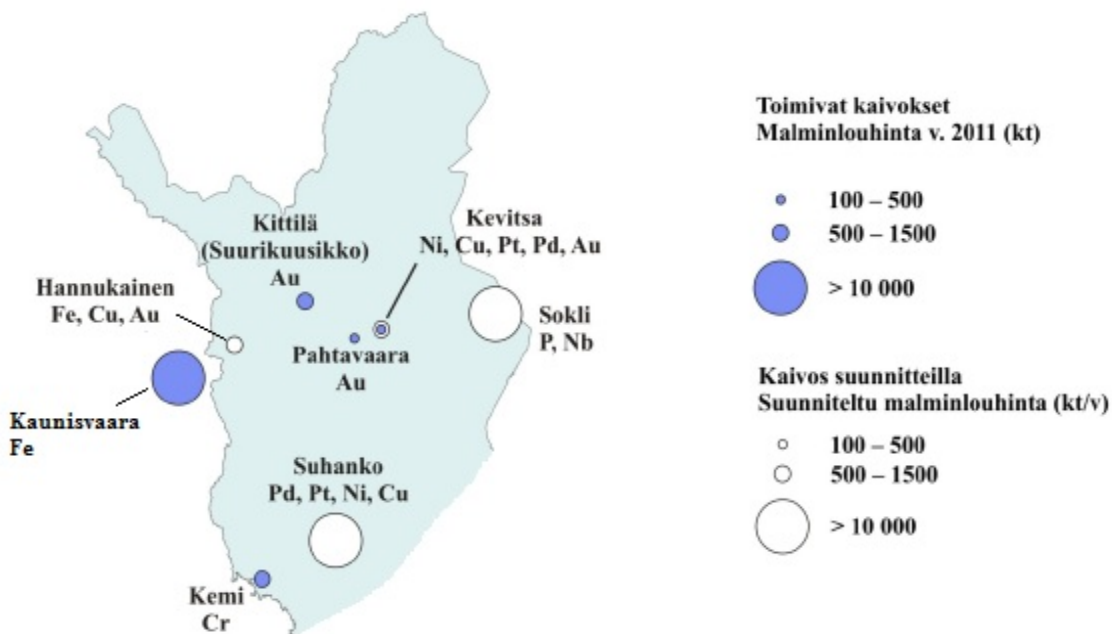 Kittilä
(Suurikuusikko)
Au
Kevitsa
Ni, Cu, Pt, Pd, Au
Hannukainen
Fe, Cu, Au
Sokli
P, Nb
Pahtavaara
Au
Kaunisvaara
Fe
Suhanko
Pd, Pt, Ni, Cu
Kemi
Cr
Toimivat kaivokset
Malminlouhinta v. 2011 (kt)
100 – 500
500 – 1500
> 10 000
Kaivos suunnitteilla
Suunniteltu malminlouhinta (kt/v)
100 – 500
500 – 1500
> 10 000